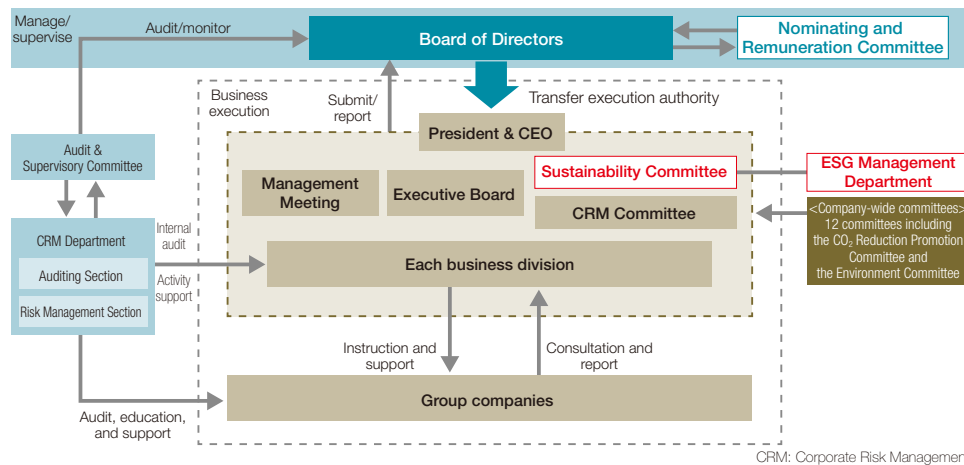 Manage/
supervise
Audit/monitor
Board of Directors
Nominating and
Remuneration Committee
Business
execution
Submit/
report
Transfer execution authority
President & CEO
Audit &
Supervisory Committee
Management
Meeting
Executive Board
Sustainability Committee
CRM Committee
ESG Management
Department
<Company-wide committees>
12 committees including
the CO₂ Reduction Promotion
Committee and
the Environment Committee
CRM Department
Auditing Section
Risk Management Section
Internal
audit
Activity
support
Each business division
Instruction and
support
Consultation and
report
Group companies
Audit, education,
and support
CRM: Corporate Risk Management